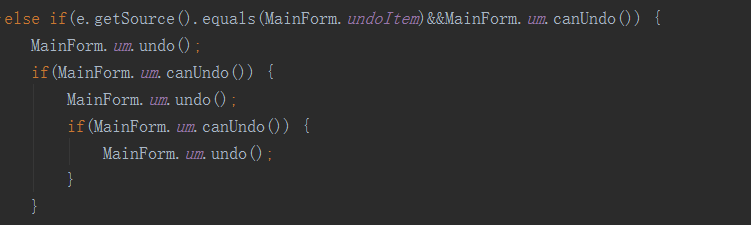 else if(e.getSource().equals(MainForm.undoItem)&&MainForm.um.canUndo()) {
MainForm.um.undo();
if(MainForm.um.canUndo()) {
MainForm.um.undo();
if(MainForm.um.canUndo()) {
MainForm.um.undo();
}
}